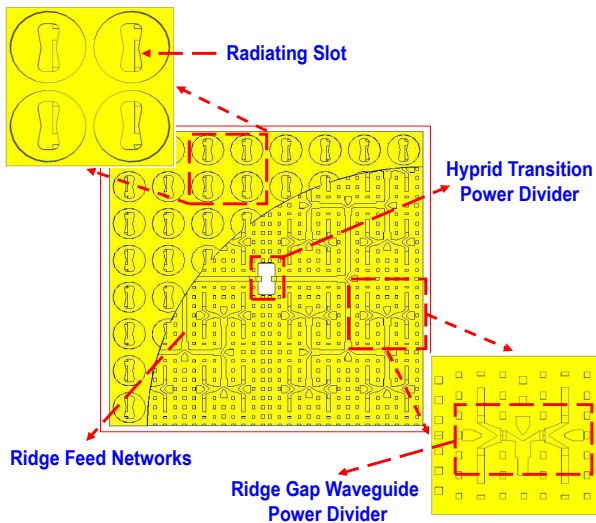 Radiating Slot
Hyprid Transition
Power Divider
Ridge Feed Networks
Ridge Gap Waveguide
Power Divider